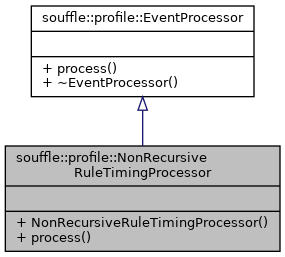 souffle::profile::EventProcessor
+ process()
+ ~EventProcessor()
souffle::profile::NonRecursive
RuleTimingProcessor
+ NonRecursiveRuleTimingProcessor()
+ process()